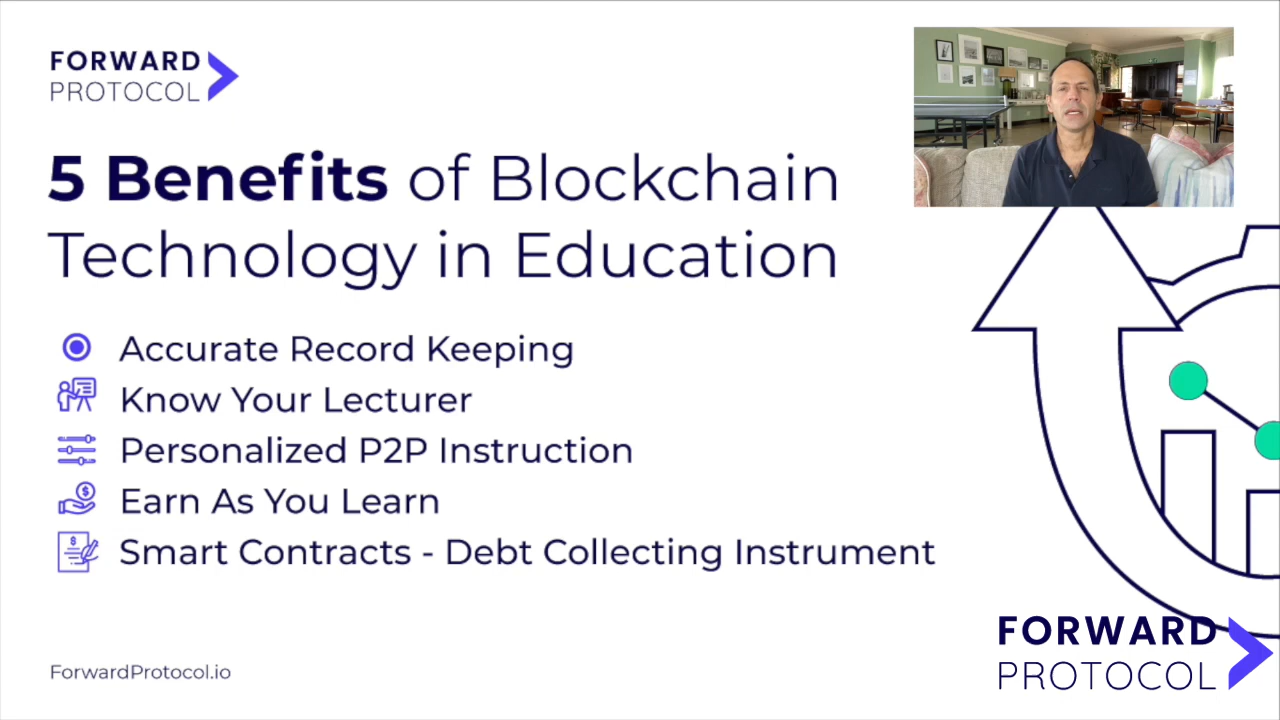 FORWARD
PROTOCOL
5 Benefits of Blockchain
Technology in Education
Accurate Record Keeping
Know Your Lecturer
Personalized P2P Instruction
Earn As You Learn
Smart Contracts - Debt Collecting Instrument
ForwardProtocol.io
FORWARD
PROTOCOL